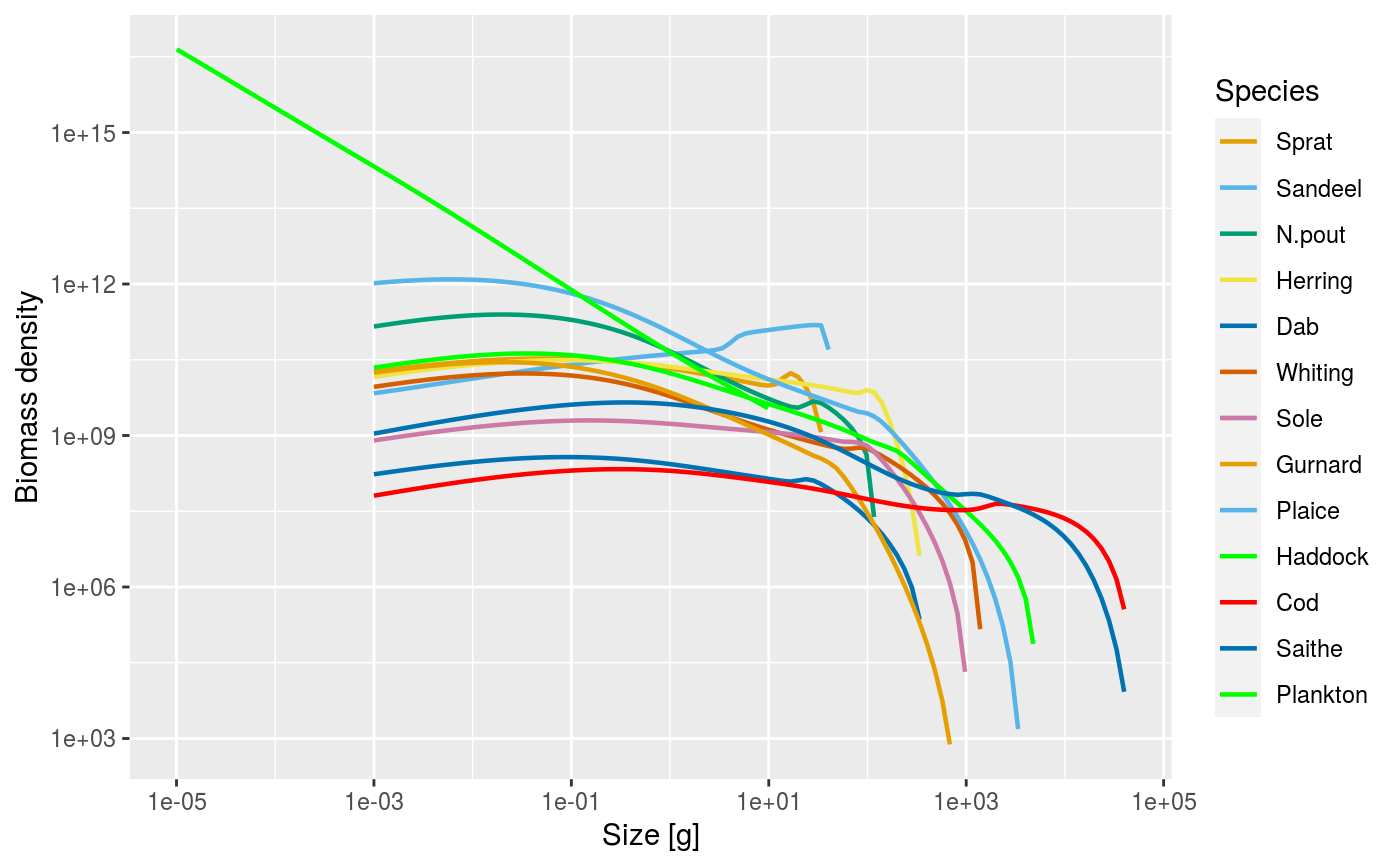 Biomass density
1e+15
1e+12
1e+09
1e+06
1e+03
1e-05
1e-03
1e-01
1e+01
1e+03
1e+05
Size [g]
Species
Sprat
Sandeel
N.pout
Herring
Dab
Whiting
Sole
Gurnard
Plaice
Haddock
Cod
Saithe
Plankton